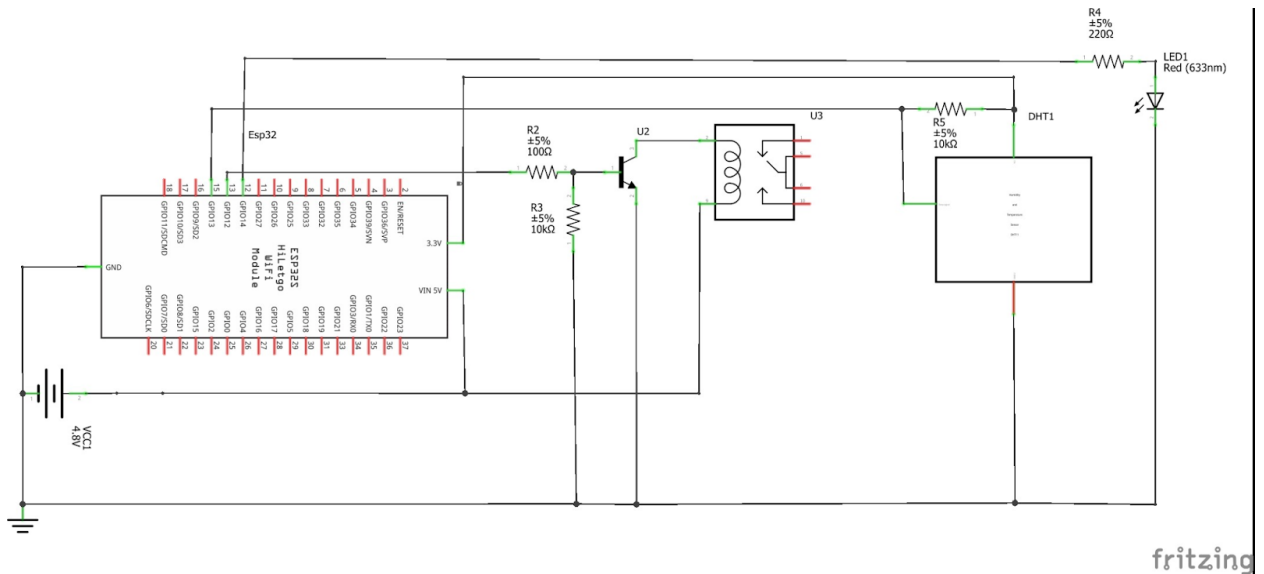 R4
±5%
220Ω
LED1
Red (633nm)
R5
±5%
10kΩ
DHT1
Esp32
R2
±5%
100Ω
U2
U3
R3
±5%
10kΩ
18
17
16
15
13
12
11
10
9
8
7
6
5
4
3
2
GPIO11/SDCMD
GPIO10/SD3
GPIO9/SD2
GPIO13
GPIO12
GPIO14
GPIO27
GPIO26
GPIO25
GPIO33
GPIO32
GPIO35
GPIO34
GPIO39/SVN
GPIO36/SVP
EN/RESET
3.3V
ESP32S
HiLetgo
WiFi
Module
GND
VIN 5V
GPIO6/SDCLK
GPIO7/SD0
GPIO8/SD1
GPIO15
GPIO2
GPIO0
GPIO4
GPIO16
GPIO17
GPIO5
GPIO18
GPIO19
GPIO21
GPIO3/RX0
GPIO1/TX0
GPIO22
GPIO23
20
21
22
23
24
25
26
27
28
29
30
31
33
34
35
36
37
VCC1
4.8V
fritzing